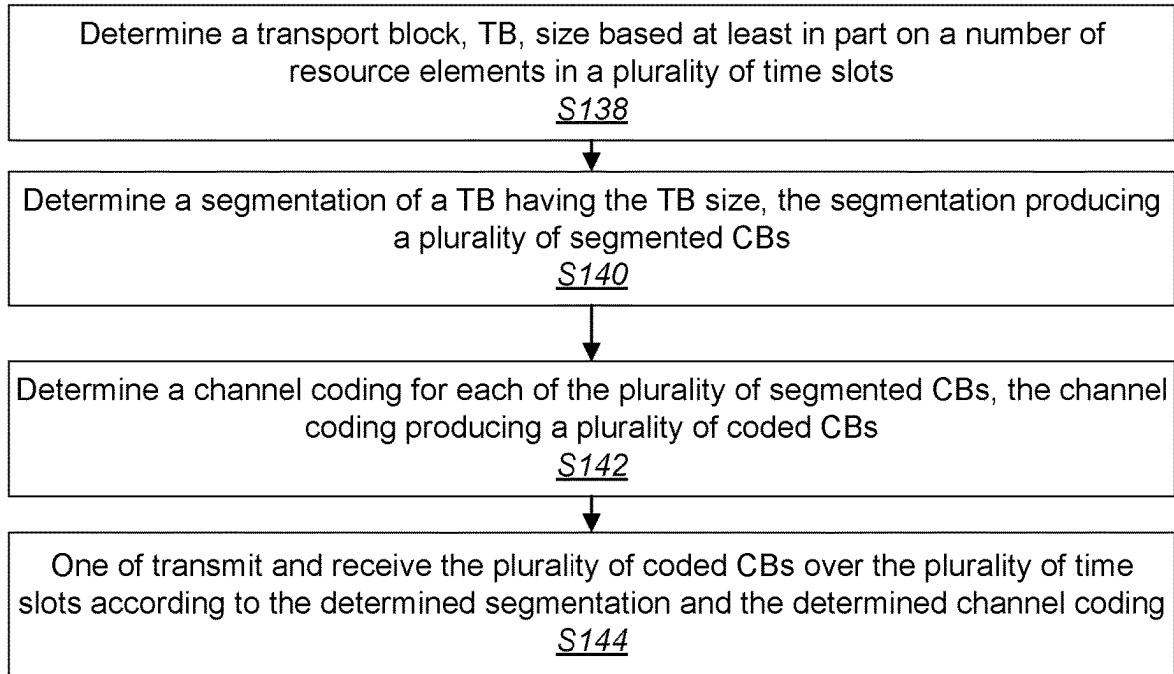 Determine a transport block, TB, size based at least in part on a number of
resource elements in a plurality of time slots
S138
Determine a segmentation of a TB having the TB size, the segmentation producing
a plurality of segmented CBs
S140
Determine a channel coding for each of the plurality of segmented CBs, the channel
coding producing a plurality of coded CBs
S142
One of transmit and receive the plurality of coded CBs over the plurality of time
slots according to the determined segmentation and the determined channel coding
S144